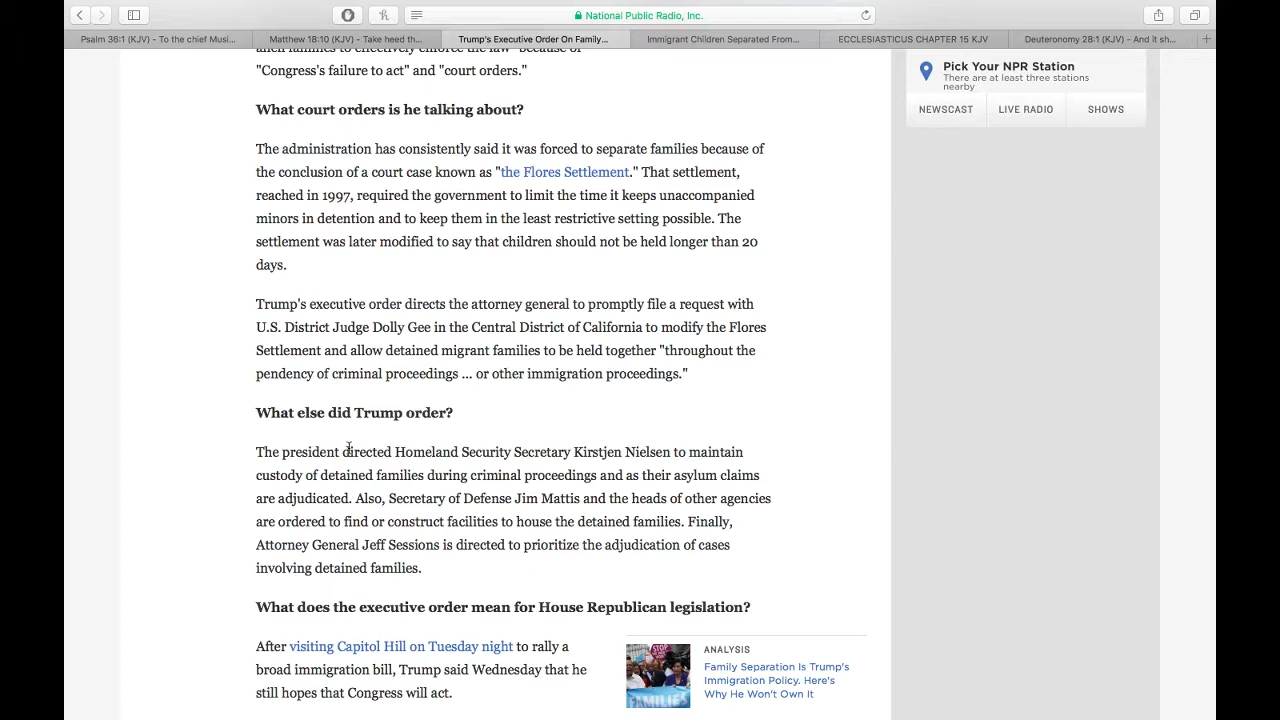 National Public Radio, Inc.
Psalm 36:1 (KJV) - To the chief Musi...
Matthew 18:10 (KJV) - Take heed th...
Trump's Executive Order On Family...
Immigrant Children Separated From...
ECCLESIASTICUS CHAPTER 15 KJV
Deuteronomy 28:1 (KJV) - And it sh...
alien families to effectively enforce the law" because of
"Congress's failure to act" and "court orders."
What court orders is he talking about?
The administration has consistently said it was forced to separate families because of
the conclusion of a court case known as "the Flores Settlement." That settlement,
reached in 1997, required the government to limit the time it keeps unaccompanied
minors in detention and to keep them in the least restrictive setting possible. The
settlement was later modified to say that children should not be held longer than 20
days.
Trump's executive order directs the attorney general to promptly file a request with
U.S. District Judge Dolly Gee in the Central District of California to modify the Flores
Settlement and allow detained migrant families to be held together "throughout the
pendency of criminal proceedings ... or other immigration proceedings."
What else did Trump order?
The president directed Homeland Security Secretary Kirstjen Nielsen to maintain
custody of detained families during criminal proceedings and as their asylum claims
are adjudicated. Also, Secretary of Defense Jim Mattis and the heads of other agencies
are ordered to find or construct facilities to house the detained families. Finally,
Attorney General Jeff Sessions is directed to prioritize the adjudication of cases
involving detained families.
What does the executive order mean for House Republican legislation?
After visiting Capitol Hill on Tuesday night to rally a
broad immigration bill, Trump said Wednesday that he
still hopes that Congress will act.
ANALYSIS
Family Separation Is Trump's
Immigration Policy. Here's
Why He Won't Own It
STOP
FAMILIES
Pick Your NPR Station
There are at least three stations
nearby
NEWSCAST
LIVE RADIO
SHOWS